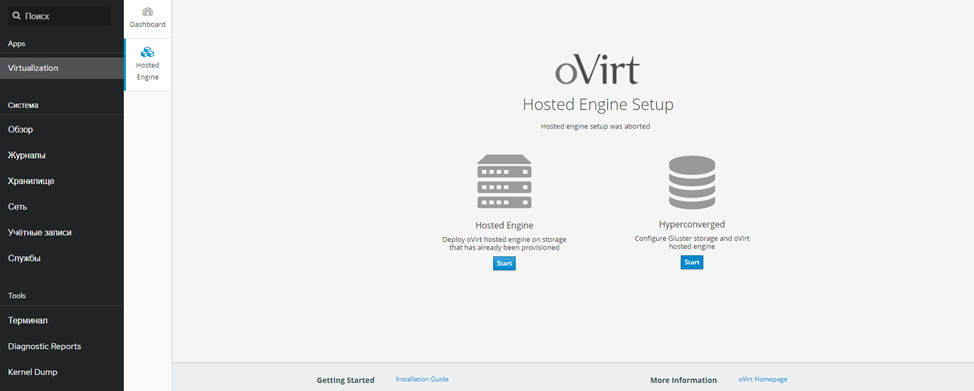 Поиск
Apps
Virtualization
Система
Обзор
Журналы
Хранилище
Сеть
Учётные записи
Службы
Tools
Терминал
Diagnostic Reports
Kernel Dump
Dashboard
Hosted
Engine
oVirt
Hosted Engine Setup
Hosted engine setup was aborted
Hosted Engine
Deploy oVirt hosted engine on storage
that has already been provisioned
Start
Hyperconverged
Configure Gluster storage and oVirt
hosted engine
Start
Getting Started
Installation Guide
More Information
oVirt Homepage